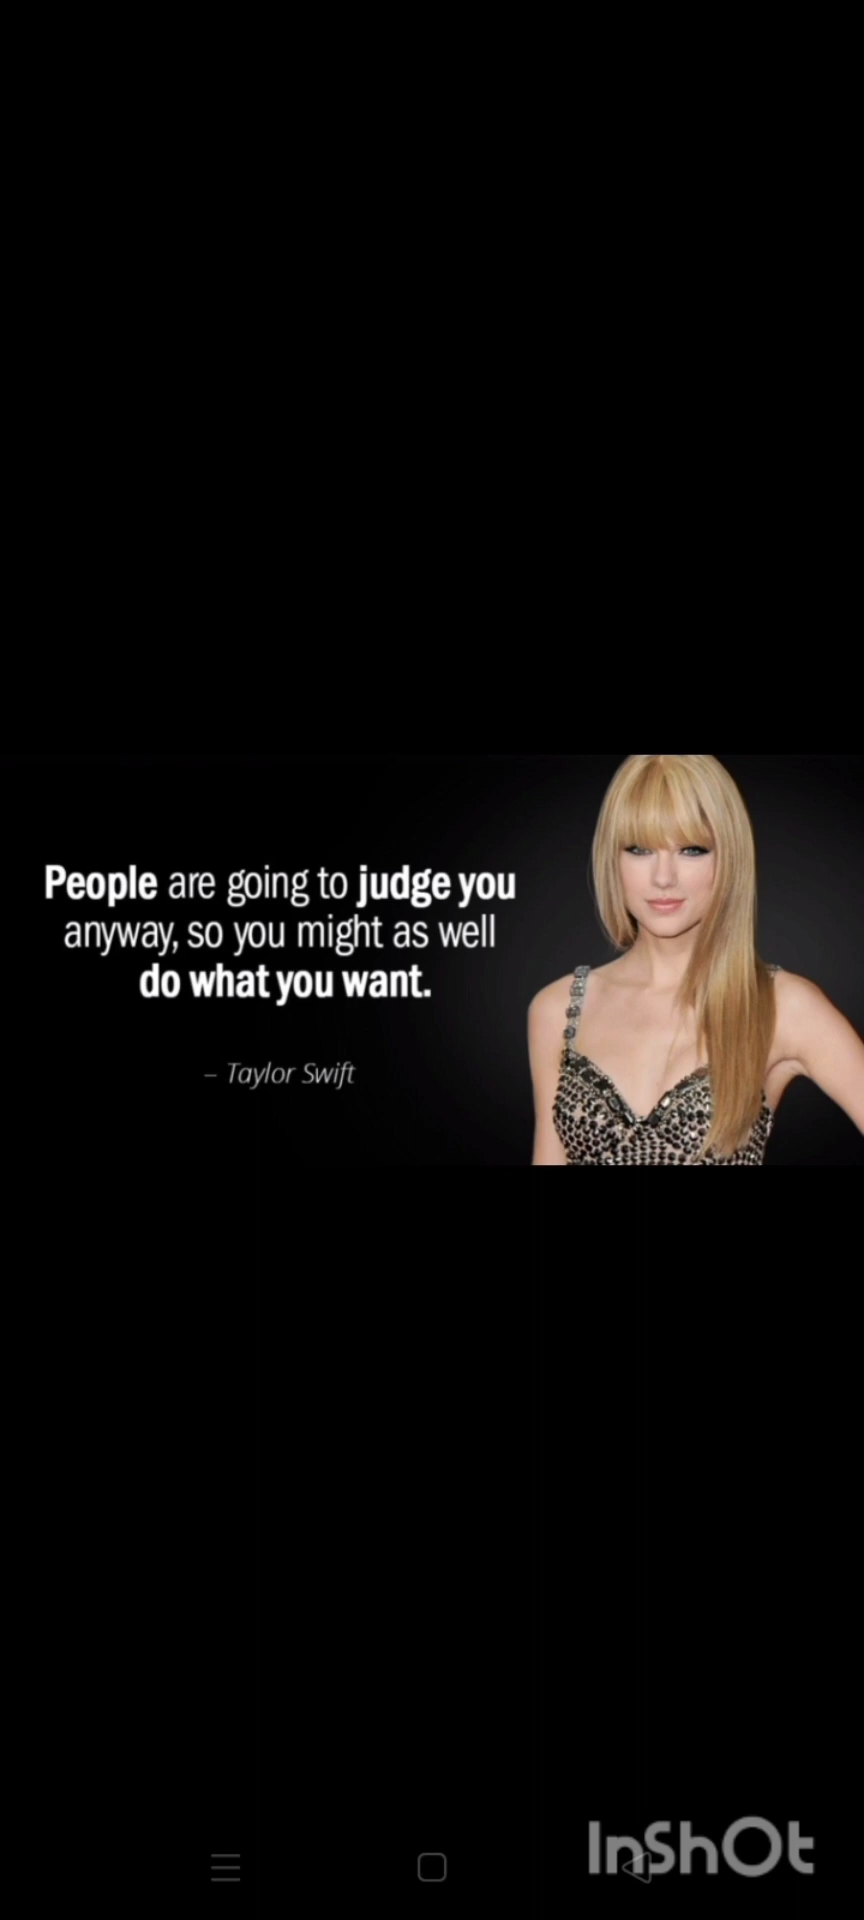 People are going to judge you
anyway, so you might as well
do what you want.
– Taylor Swift
InShOt